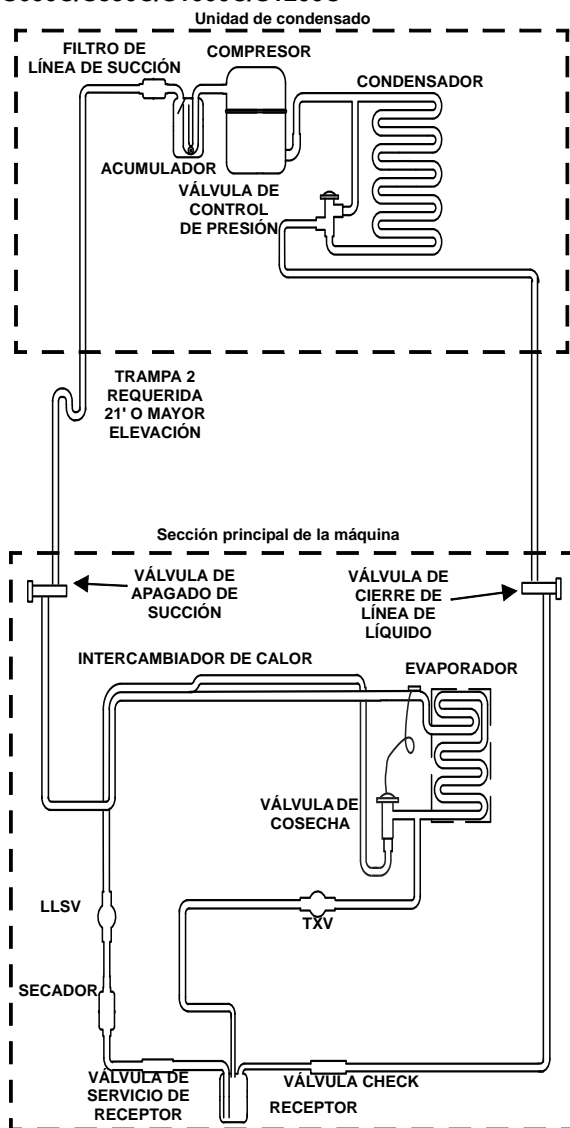 Unidad de condensado
FILTRO DE
LÍNEA DE SUCCIÓN
COMPRESOR
CONDENSADOR
ACUMULADOR
VÁLVULA DE
CONTROL
DE PRESIÓN
TRAMPA 2
REQUERIDA
21' O MAYOR
ELEVACIÓN
Sección principal de la máquina
VÁLVULA DE
APAGADO DE
SUCCIÓN
VÁLVULA DE
CIERRE DE
LÍNEA DE
LÍQUIDO
INTERCAMBIADOR DE CALOR
EVAPORADOR
VÁLVULA DE
COSECHA
LLSV
TXV
SECADOR
VÁLVULA DE
SERVICIO DE
RECEPTOR
VÁLVULA CHECK
RECEPTOR